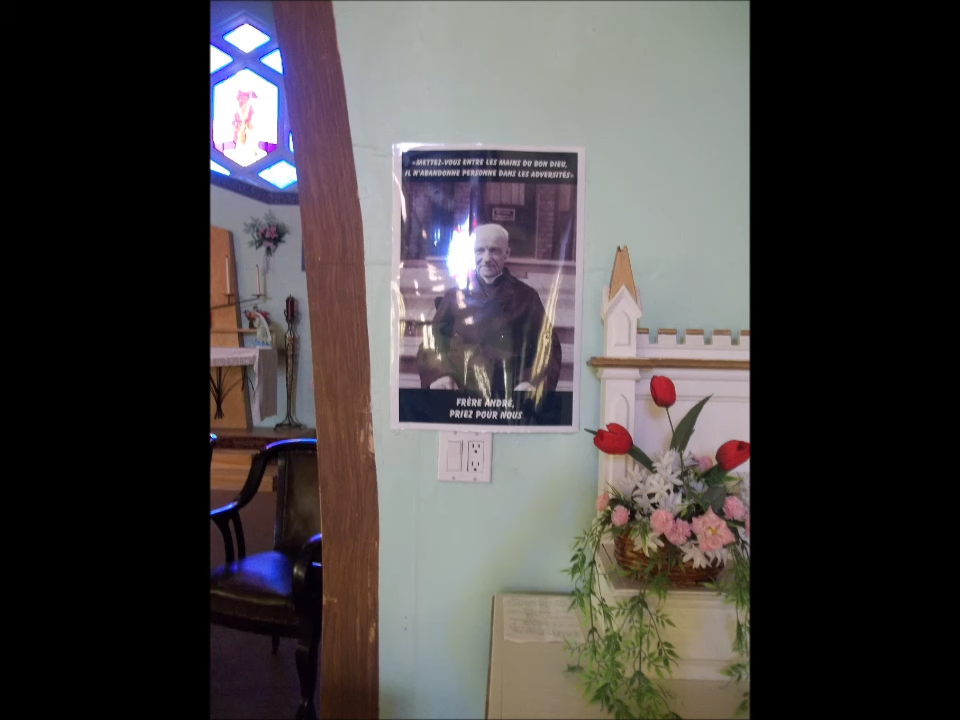 «METTEZ-VOUS ENTRE LES MAINS DU BON DIEU,
IL N'ABANDONNE PERSONNE DANS LES ADVERSITÉS»
FRÈRE ANDRÉ,
PRIEZ POUR NOUS